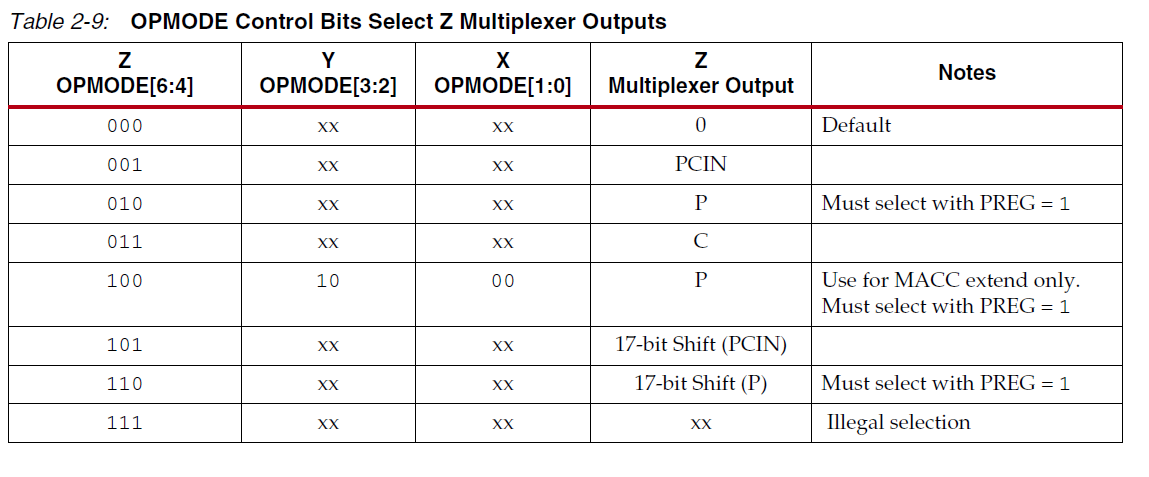 Table 2-9: OPMODE Control Bits Select Z Multiplexer Outputs
Z OPMODE[6:4] Y OPMODE[3:2] X OPMODE[1:0] Z Multiplexer Output Notes
000 xx xx 0 Default
001 xx xx PCIN
010 xx xx P Must select with PREG = 1
011 xx xx C
100 10 00 P Use for MACC extend only.
Must select with PREG = 1
101 xx xx 17-bit Shift (PCIN)
110 xx xx 17-bit Shift (P) Must select with PREG = 1
111 xx xx xx Illegal selection